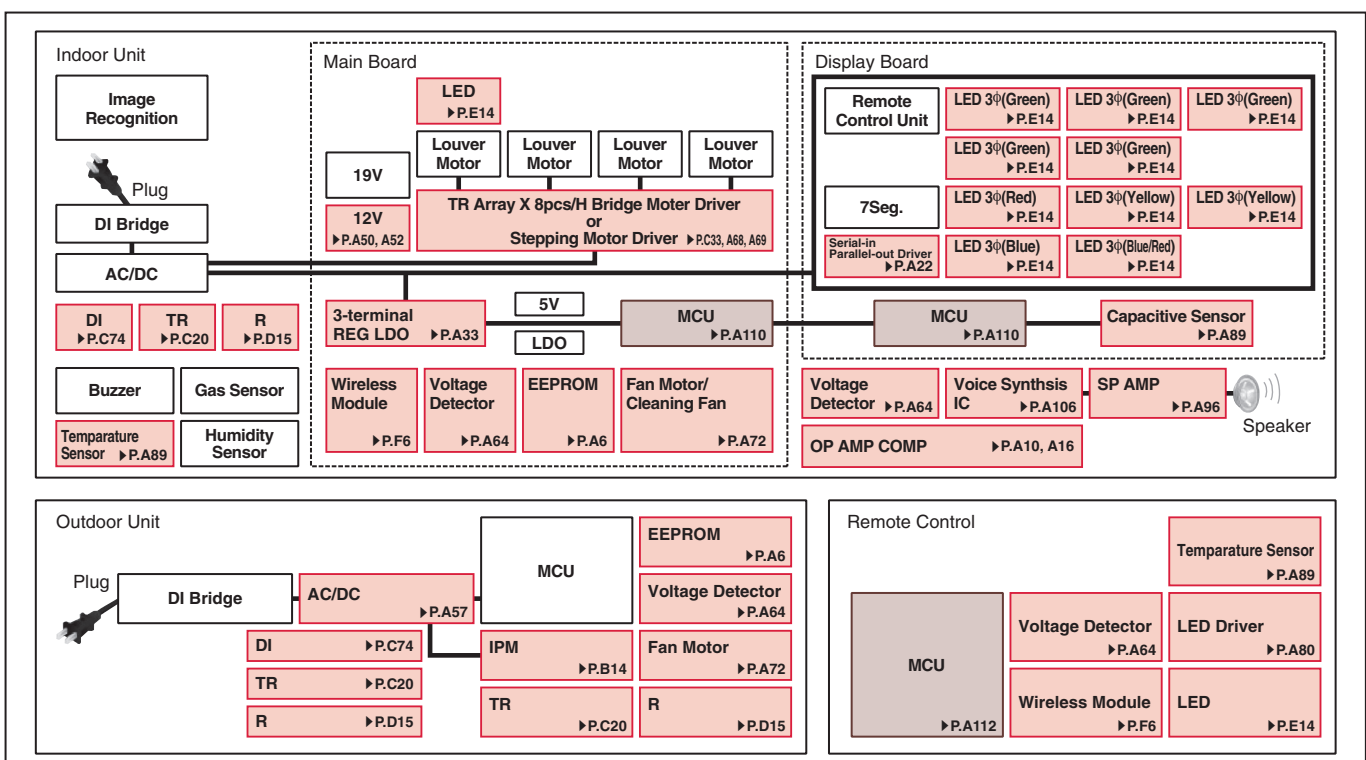 Indoor Unit
Image
Recognition
Plug
DI Bridge
AC/DC
DI
▶P.C74
TR
▶P.C20
R
▶P.D15
Buzzer
Gas Sensor
Temparature
Sensor ▶P.A89
Humidity
Sensor
Main Board
LED
▶P.E14
Louver
Motor
Louver
Motor
Louver
Motor
Louver
Motor
19V
12V
▶P.A50, A52
TR Array X 8pcs/H Bridge Moter Driver
or
Stepping Motor Driver ▶P.C33, A68, A69
3-terminal
REG LDO ▶P.A33
5V
LDO
MCU
▶P.A110
Wireless
Module
▶P.F6
Voltage
Detector
▶P.A64
EEPROM
▶P.A6
Fan Motor/
Cleaning Fan
▶P.A72
Display Board
Remote
Control Unit
LED 3ϕ(Green)
▶P.E14
LED 3ϕ(Green)
▶P.E14
LED 3ϕ(Green)
▶P.E14
LED 3ϕ(Green)
▶P.E14
LED 3ϕ(Green)
▶P.E14
7Seg.
LED 3ϕ(Red)
▶P.E14
LED 3ϕ(Yellow)
▶P.E14
LED 3ϕ(Yellow)
▶P.E14
Serial-in
Parallel-out Driver
▶P.A22
LED 3ϕ(Blue)
▶P.E14
LED 3ϕ(Blue/Red)
▶P.E14
MCU
▶P.A110
Capacitive Sensor
▶P.A89
Voltage
Detector ▶P.A64
Voice Synthsis
IC ▶P.A106
SP AMP
▶P.A96
Speaker
OP AMP COMP ▶P.A10, A16
Outdoor Unit
Plug
DI Bridge
AC/DC
▶P.A57
MCU
EEPROM
▶P.A6
Voltage Detector
▶P.A64
DI ▶P.C74
TR ▶P.C20
R ▶P.D15
IPM
▶P.B14
Fan Motor
▶P.A72
TR
▶P.C20
R
▶P.D15
Remote Control
Temparature Sensor
▶P.A89
MCU
▶P.A112
Voltage Detector
▶P.A64
LED Driver
▶P.A80
Wireless Module
▶P.F6
LED
▶P.E14